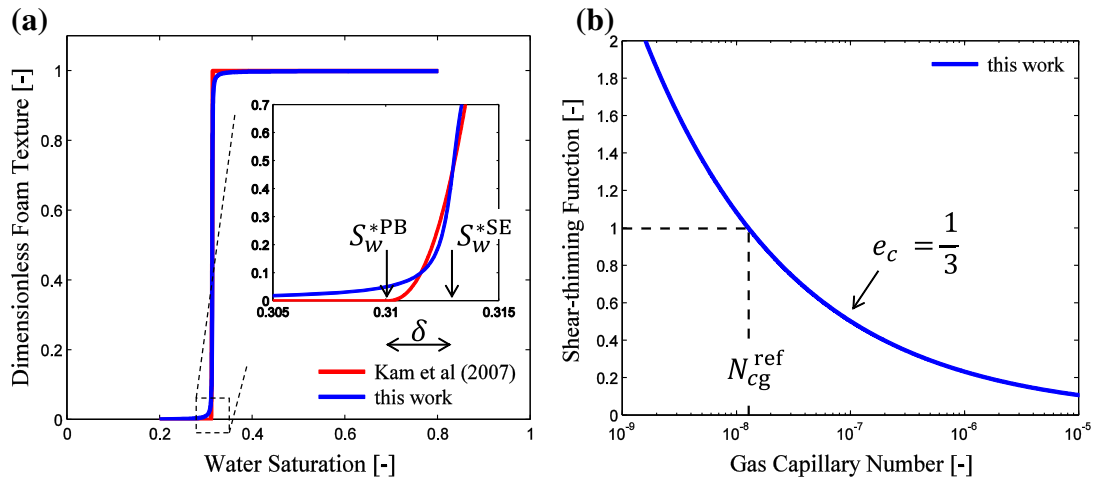 (a)
Dimensionless Foam Texture [-]
1
0.8
0.6
0.4
0.2
0
0
0.2
0.4
0.6
0.8
1
Water Saturation [-]
0.7
0.6
0.5
0.4
0.3
0.2
0.1
0
0.305
0.31
0.315
S_w^{*PB}
S_w^{*SE}
δ
Kam et al (2007)
this work
(b)
Shear-thinning Function [-]
2
1.8
1.6
1.4
1.2
1
0.8
0.6
0.4
0.2
0
10^{-9}
10^{-8}
10^{-7}
10^{-6}
10^{-5}
Gas Capillary Number [-]
this work
e_c = 1/3
N_{cg}^{ref}